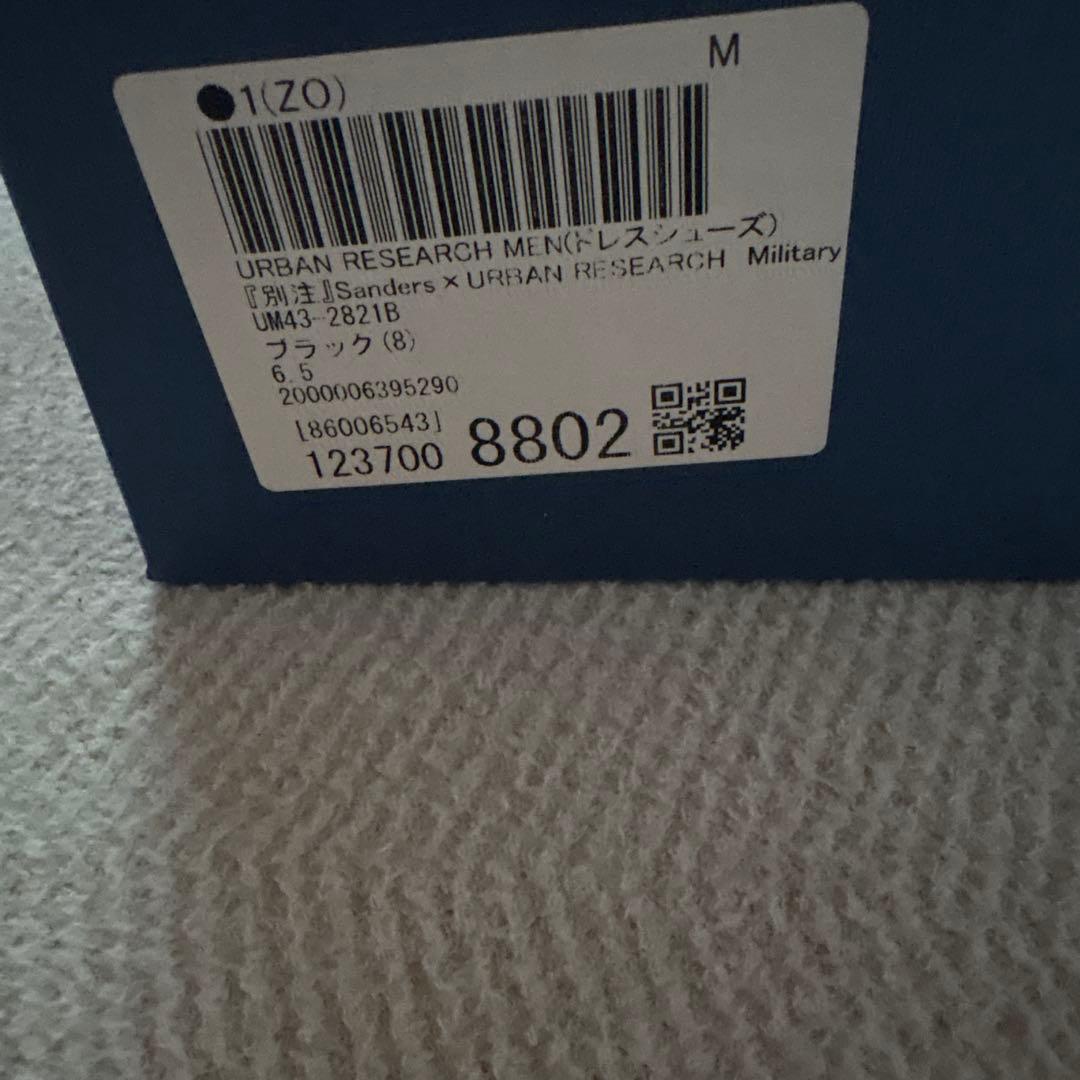 M
●1(ZO)
URBAN RESEARCH MEN(ドレスシューズ)
『別注』Sanders×URBAN RESEARCH Military
UM43-2821B
ブラック(8)
6.5
2000006395290
[86006543]
123700 8802